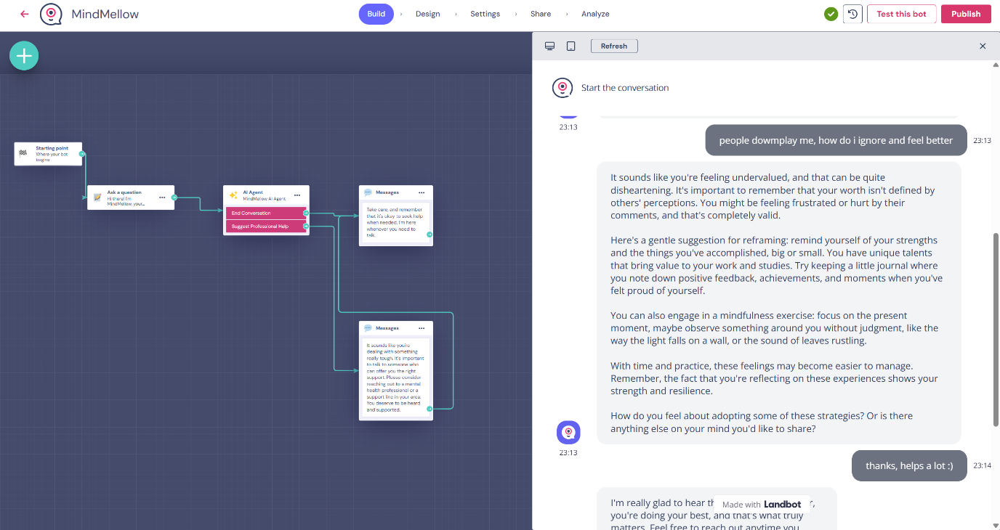 MindMellow
Build
Design
Settings
Share
Analyze
Test this bot
Publish
Refresh
Start the conversation
23:13
people dowmplay me, how do i ignore and feel better
23:13
It sounds like you're feeling undervalued, and that can be quite
disheartening. It's important to remember that your worth isn't defined by
others' perceptions. You might be feeling frustrated or hurt by their
comments, and that's completely valid.
Here's a gentle suggestion for reframing: remind yourself of your strengths
and the things you've accomplished, big or small. You have unique talents
that bring value to your work and studies. Try keeping a little journal where
you note down positive feedback, achievements, and moments when you've
felt proud of yourself.
You can also engage in a mindfulness exercise: focus on the present
moment, maybe observe something around you without judgment, like the
way the light falls on a wall, or the sound of leaves rustling.
With time and practice, these feelings may become easier to manage.
Remember, the fact that you're reflecting on these experiences shows your
strength and resilience.
How do you feel about adopting some of these strategies? Or is there
anything else on your mind you'd like to share?
23:13
thanks, helps a lot :)
23:14
I'm really glad to hear
you're doing your best, and that's what truly
matters. Feel free to reach out anytime you
Made with Landbot
Starting point
Where your bot
begins
Ask a question
Hi there! I'm
MindMellow, your...
AI Agent
MindMellow AI Agent
End Conversation
Suggest Professional Help
Messages
Take care, and remember
that it's okay to seek help
when needed. I'm here
whenever you need to
talk.
Messages
It sounds like you're
dealing with something
really tough. It's important
to talk to someone who
can offer you the right
support. Please consider
reaching out to a mental
health professional or a
support line in your area.
You deserve to be heard
and supported.